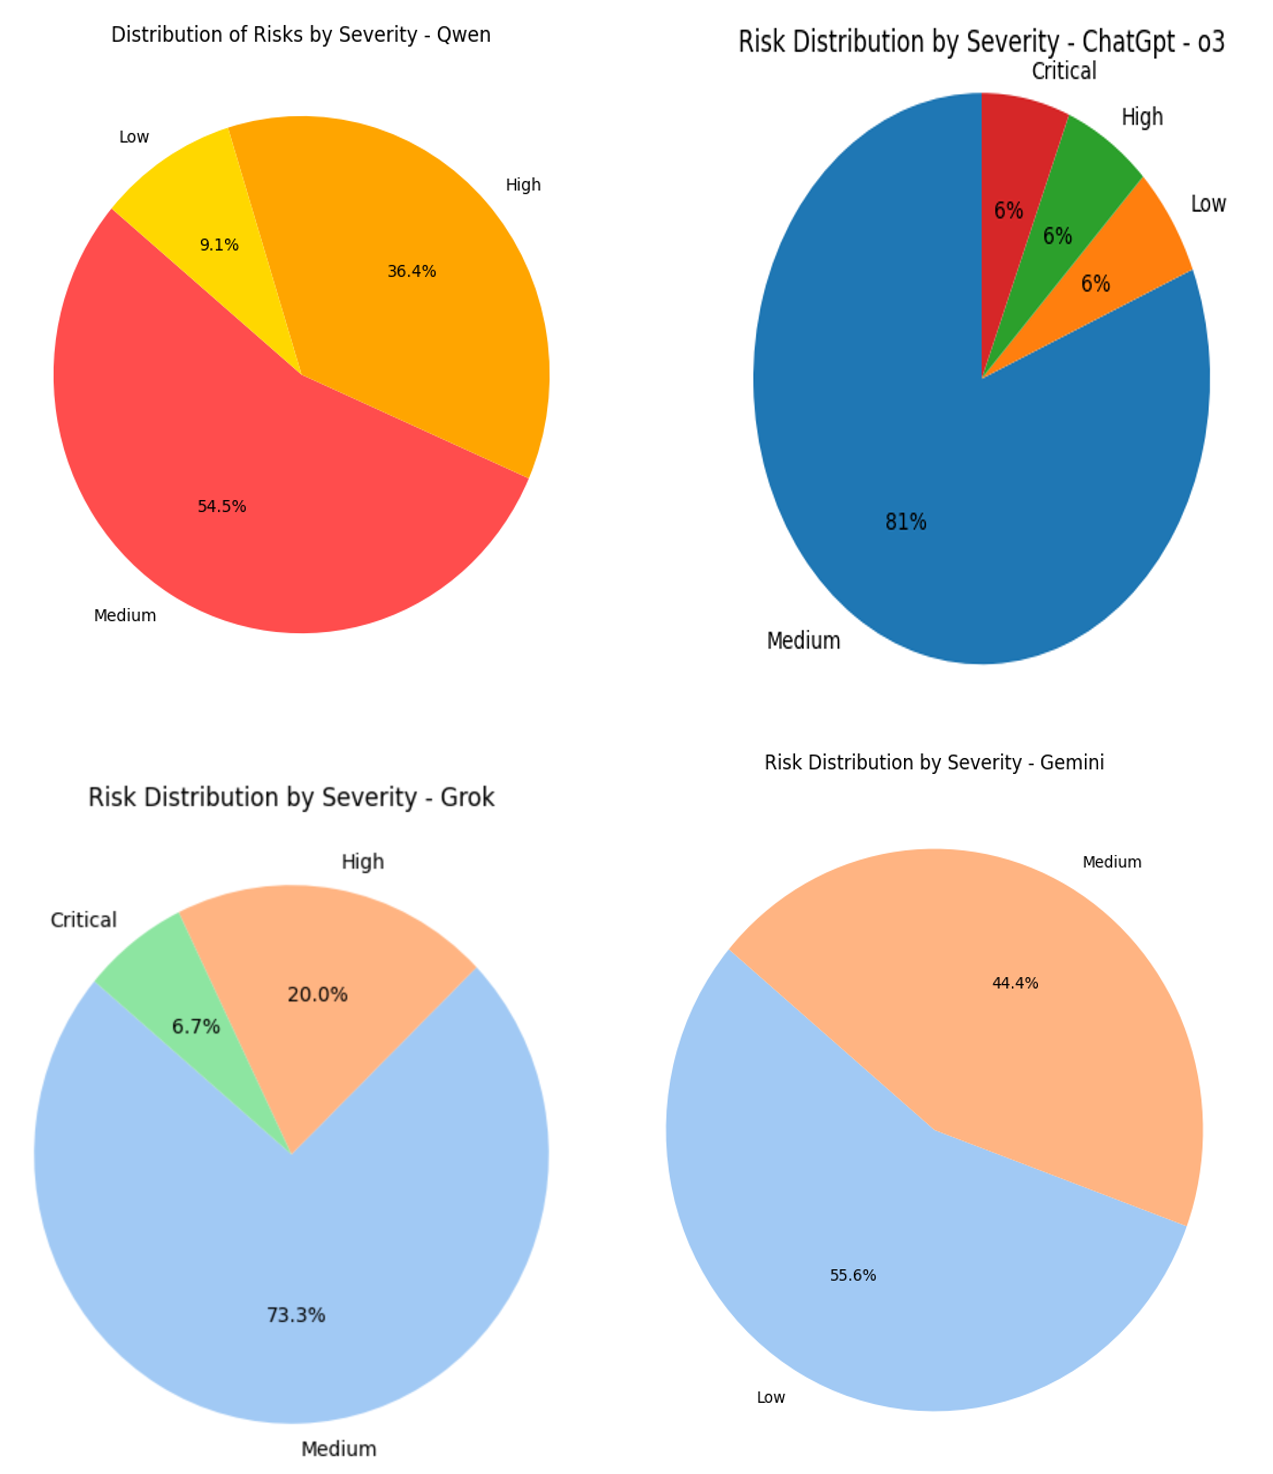 Distribution of Risks by Severity - Qwen
Low
High
9.1%
36.4%
54.5%
Medium
Risk Distribution by Severity - ChatGpt - o3
Critical
High
Low
6%
6%
6%
81%
Medium
Risk Distribution by Severity - Grok
High
Critical
20.0%
6.7%
73.3%
Medium
Risk Distribution by Severity - Gemini
Medium
44.4%
55.6%
Low